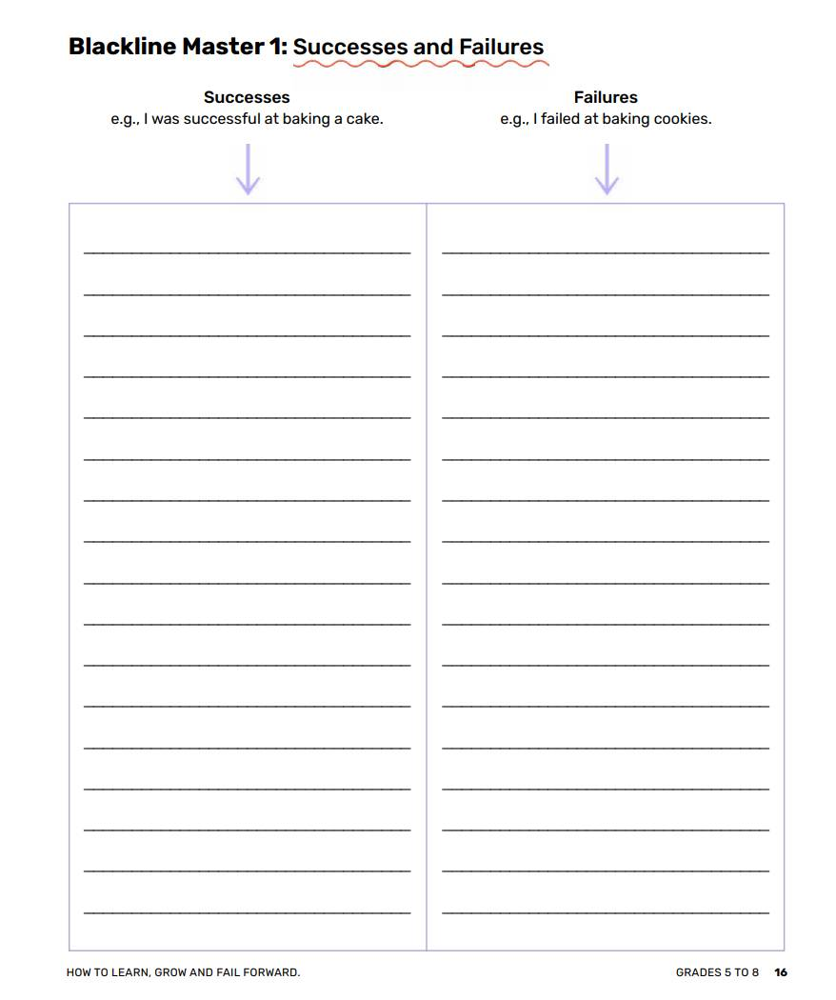 Blackline Master 1: Successes and Failures
Successes
e.g., I was successful at baking a cake.
Failures
e.g., I failed at baking cookies.
HOW TO LEARN, GROW AND FAIL FORWARD.
GRADES 5 TO 8 16